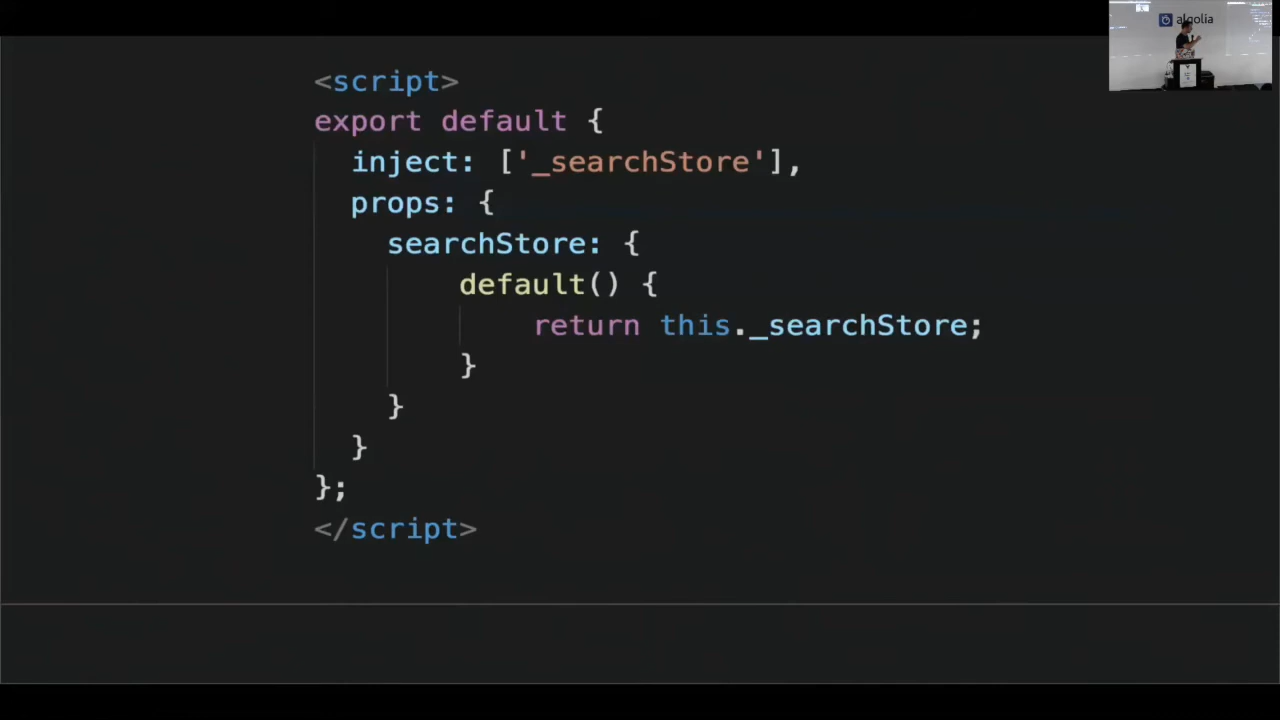 algolia
<script>
export default {
inject: ['_searchStore'],
props: {
searchStore: {
default() {
return this._searchStore;
}
}
}
};
</script>